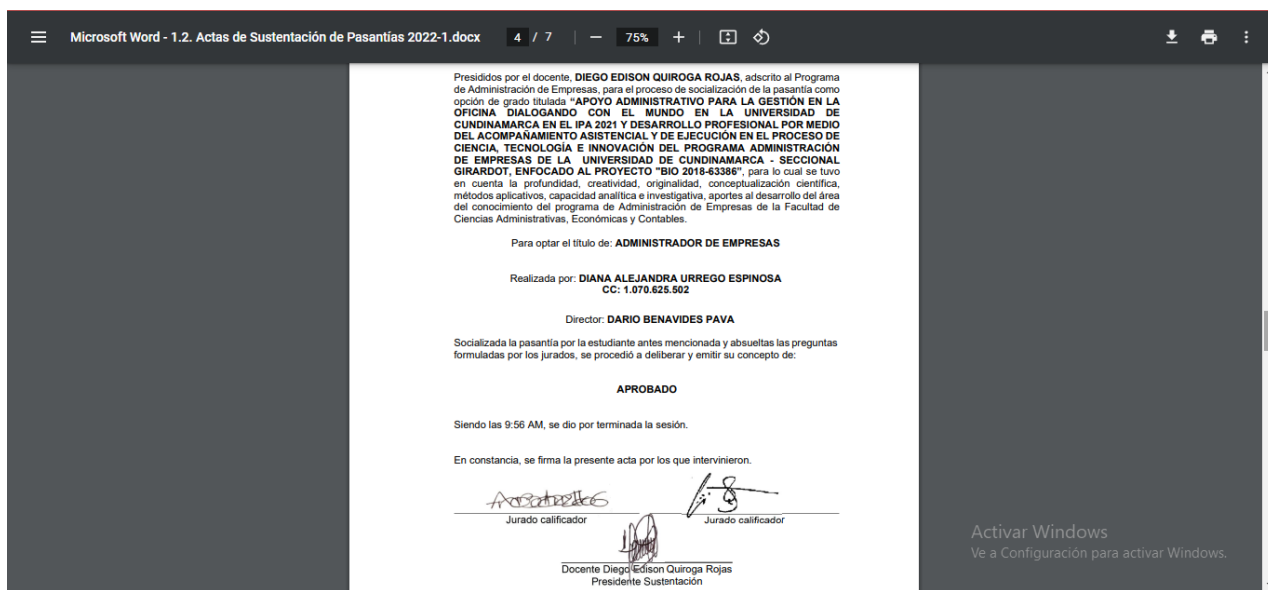 Microsoft Word - 1.2. Actas de Sustentación de Pasantías 2022-1.docx 4 / 7 75%
Presididos por el docente, DIEGO EDISON QUIROGA ROJAS, adscrito al Programa
de Administración de Empresas, para el proceso de socialización de la pasantía como
opción de grado titulada “APOYO ADMINISTRATIVO PARA LA GESTIÓN EN LA
OFICINA DIALOGANDO CON EL MUNDO EN LA UNIVERSIDAD DE
CUNDINAMARCA EN EL IPA 2021 Y DESARROLLO PROFESIONAL POR MEDIO
DEL ACOMPAÑAMIENTO ASISTENCIAL Y DE EJECUCIÓN EN EL PROCESO DE
CIENCIA, TECNOLOGÍA E INNOVACIÓN DEL PROGRAMA ADMINISTRACIÓN
DE EMPRESAS DE LA UNIVERSIDAD DE CUNDINAMARCA - SECCIONAL
GIRARDOT, ENFOCADO AL PROYECTO "BIO 2018-63386”, para lo cual se tuvo
en cuenta la profundidad, creatividad, originalidad, conceptualización científica,
métodos aplicativos, capacidad analítica e investigativa, aportes al desarrollo del área
del conocimiento del programa de Administración de Empresas de la Facultad de
Ciencias Administrativas, Económicas y Contables.
Para optar el título de: ADMINISTRADOR DE EMPRESAS
Realizada por: DIANA ALEJANDRA URREGO ESPINOSA
CC: 1.070.625.502
Director: DARIO BENAVIDES PAVA
Socializada la pasantía por la estudiante antes mencionada y absueltas las preguntas
formuladas por los jurados, se procedió a deliberar y emitir su concepto de:
APROBADO
Siendo las 9:56 AM, se dio por terminada la sesión.
En constancia, se firma la presente acta por los que intervinieron.
Jurado calificador Jurado calificador
Docente Diego Edison Quiroga Rojas
Presidente Sustentación
Activar Windows
Ve a Configuración para activar Windows.